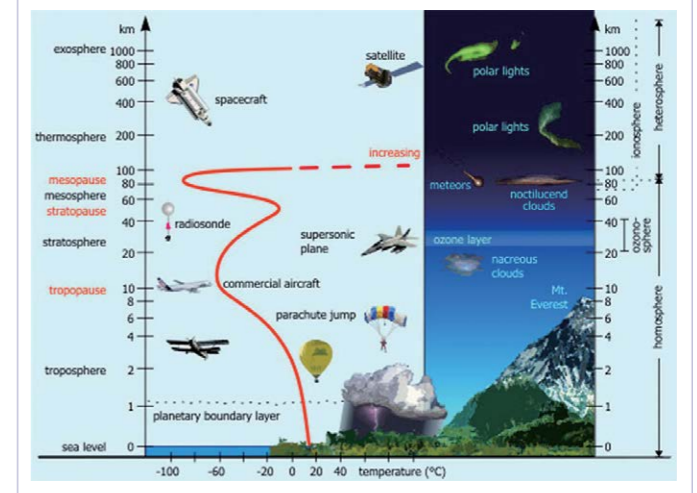 km
exosphere
1000
800
600
400
thermosphere
200
100
mesopause
80
mesosphere
60
stratopause
40
stratosphere
20
tropopause
10
8
6
4
troposphere
2
1
sea level
0
-100
-60
-20
0
20
40
temperature (°C)
spacecraft
satellite
increasing
radiosonde
supersonic
plane
commercial aircraft
parachute jump
planetary boundary layer
polar lights
polar lights
meteors
noctilucend
clouds
ozone layer
nacreous
clouds
Mt.
Everest
km
1000
800
600
400
200
100
80
60
40
20
10
8
6
4
2
1
0
ionosphere
heterosphere
ozono-
sphere
homosphere